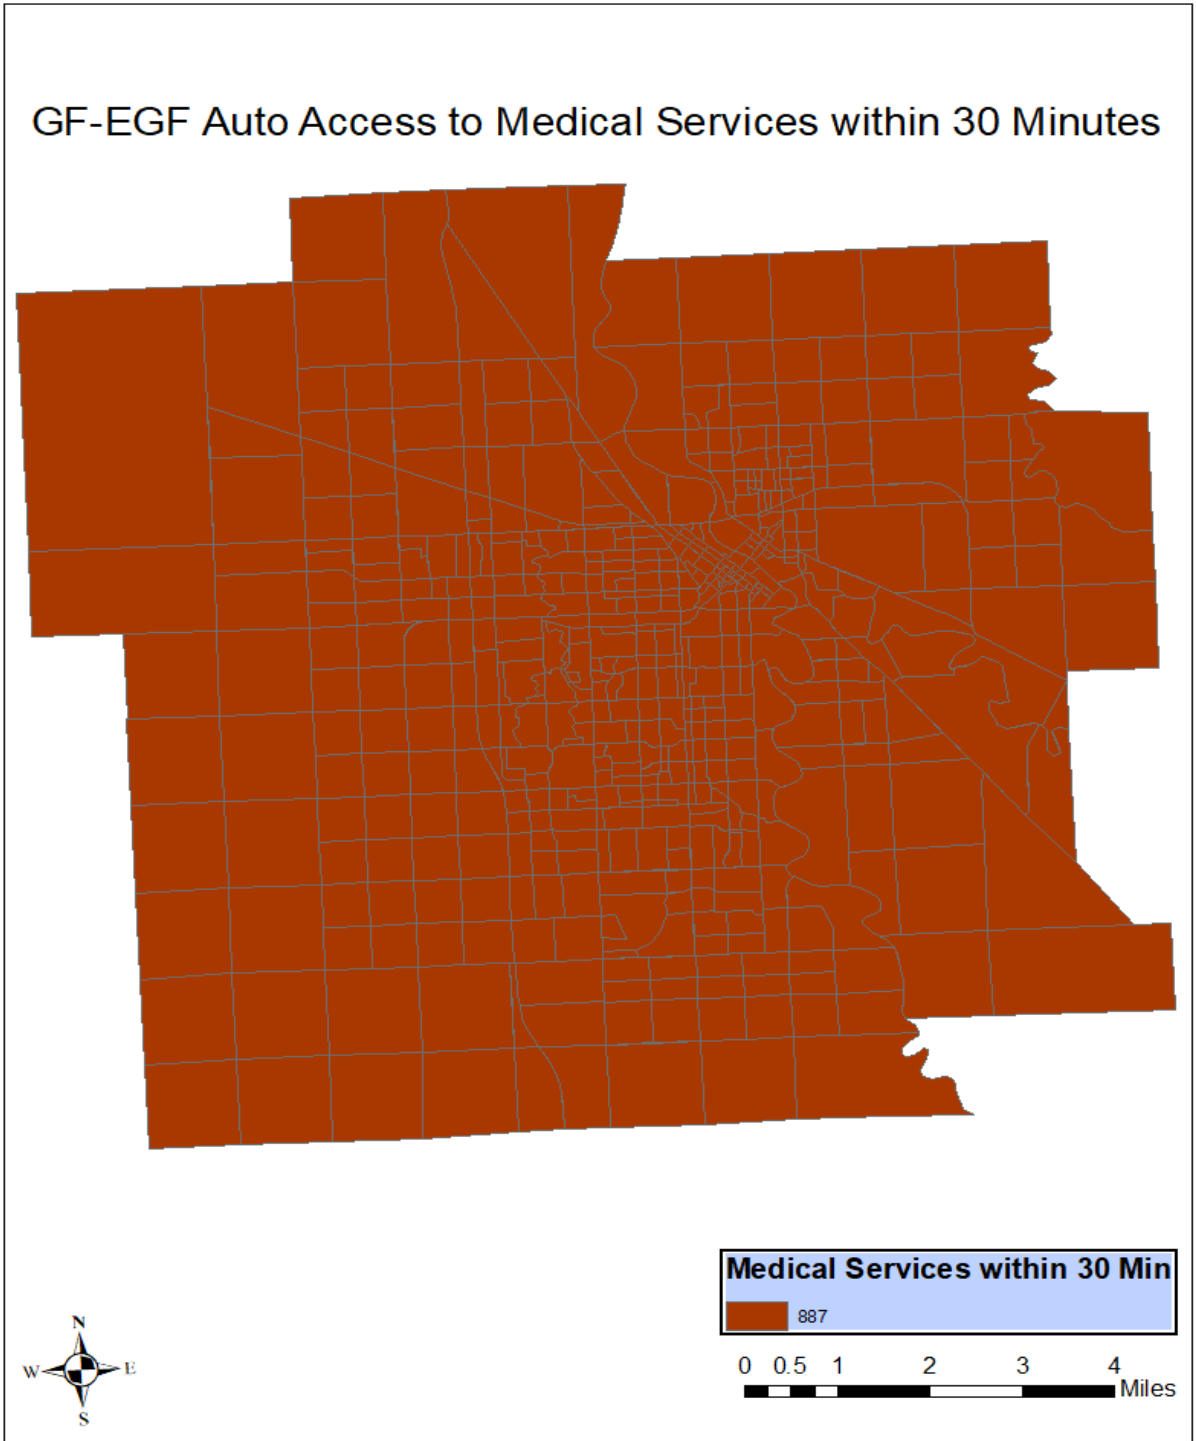 GF-EGF Auto Access to Medical Services within 30 Minutes
Medical Services within 30 Min
887
N
W E
S
0 0.5 1 2 3 4
Miles